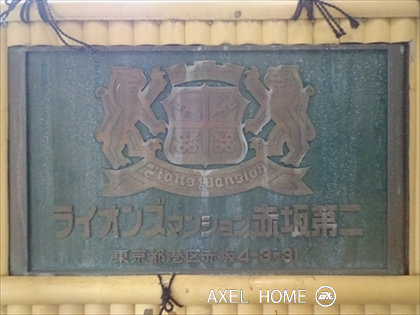 Lions Mansion
ライオンズマンション赤坂第二
東京都港区赤坂4-3-31
AXEL HOME